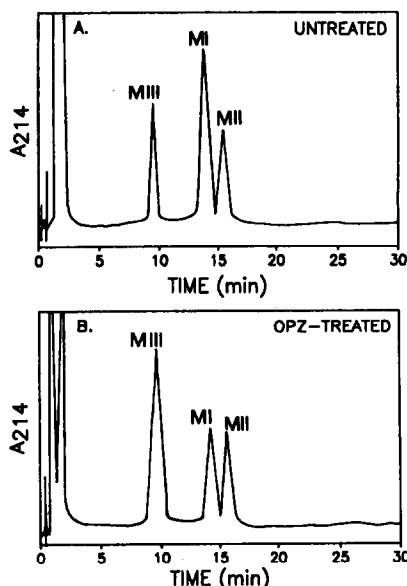 A.
UNTREATED
MI
MIII
MII
A214
0 5 10 15 20 25 30
TIME (min)
B.
OPZ-TREATED
MIII
MI
MII
A214
0 5 10 15 20 25 30
TIME (min)